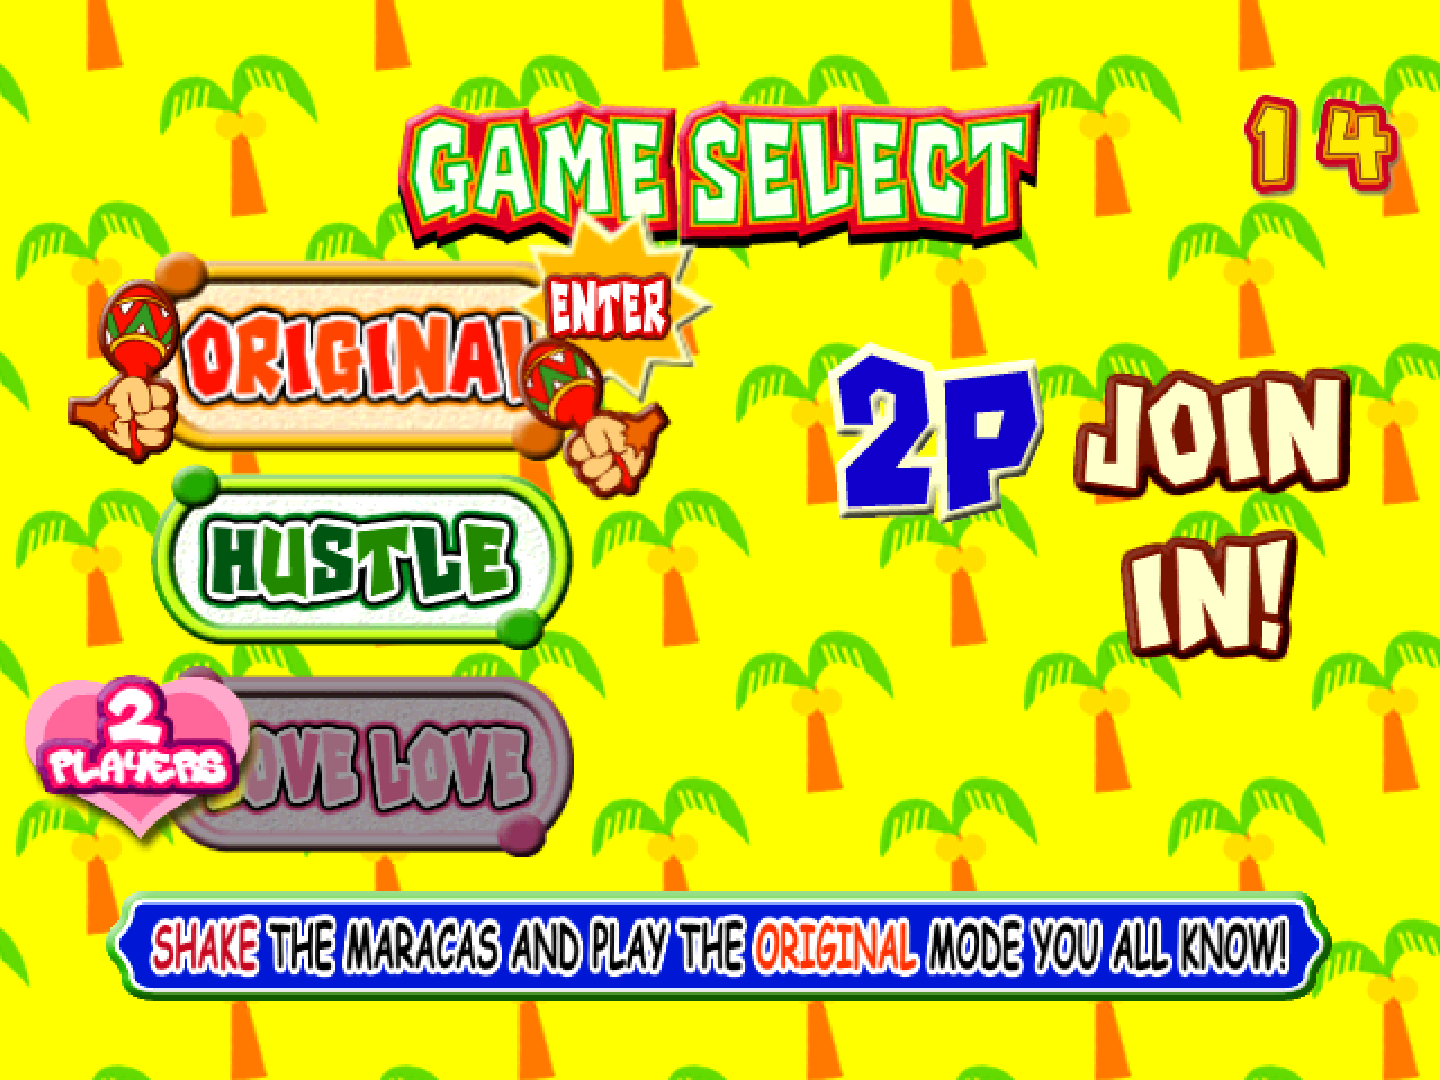 GAME SELECT
14
ORIGINAL
ENTER
2P JOIN
IN!
HUSTLE
2
PLAYERS
LOVE LOVE
SHAKE THE MARACAS AND PLAY THE ORIGINAL MODE YOU ALL KNOW!